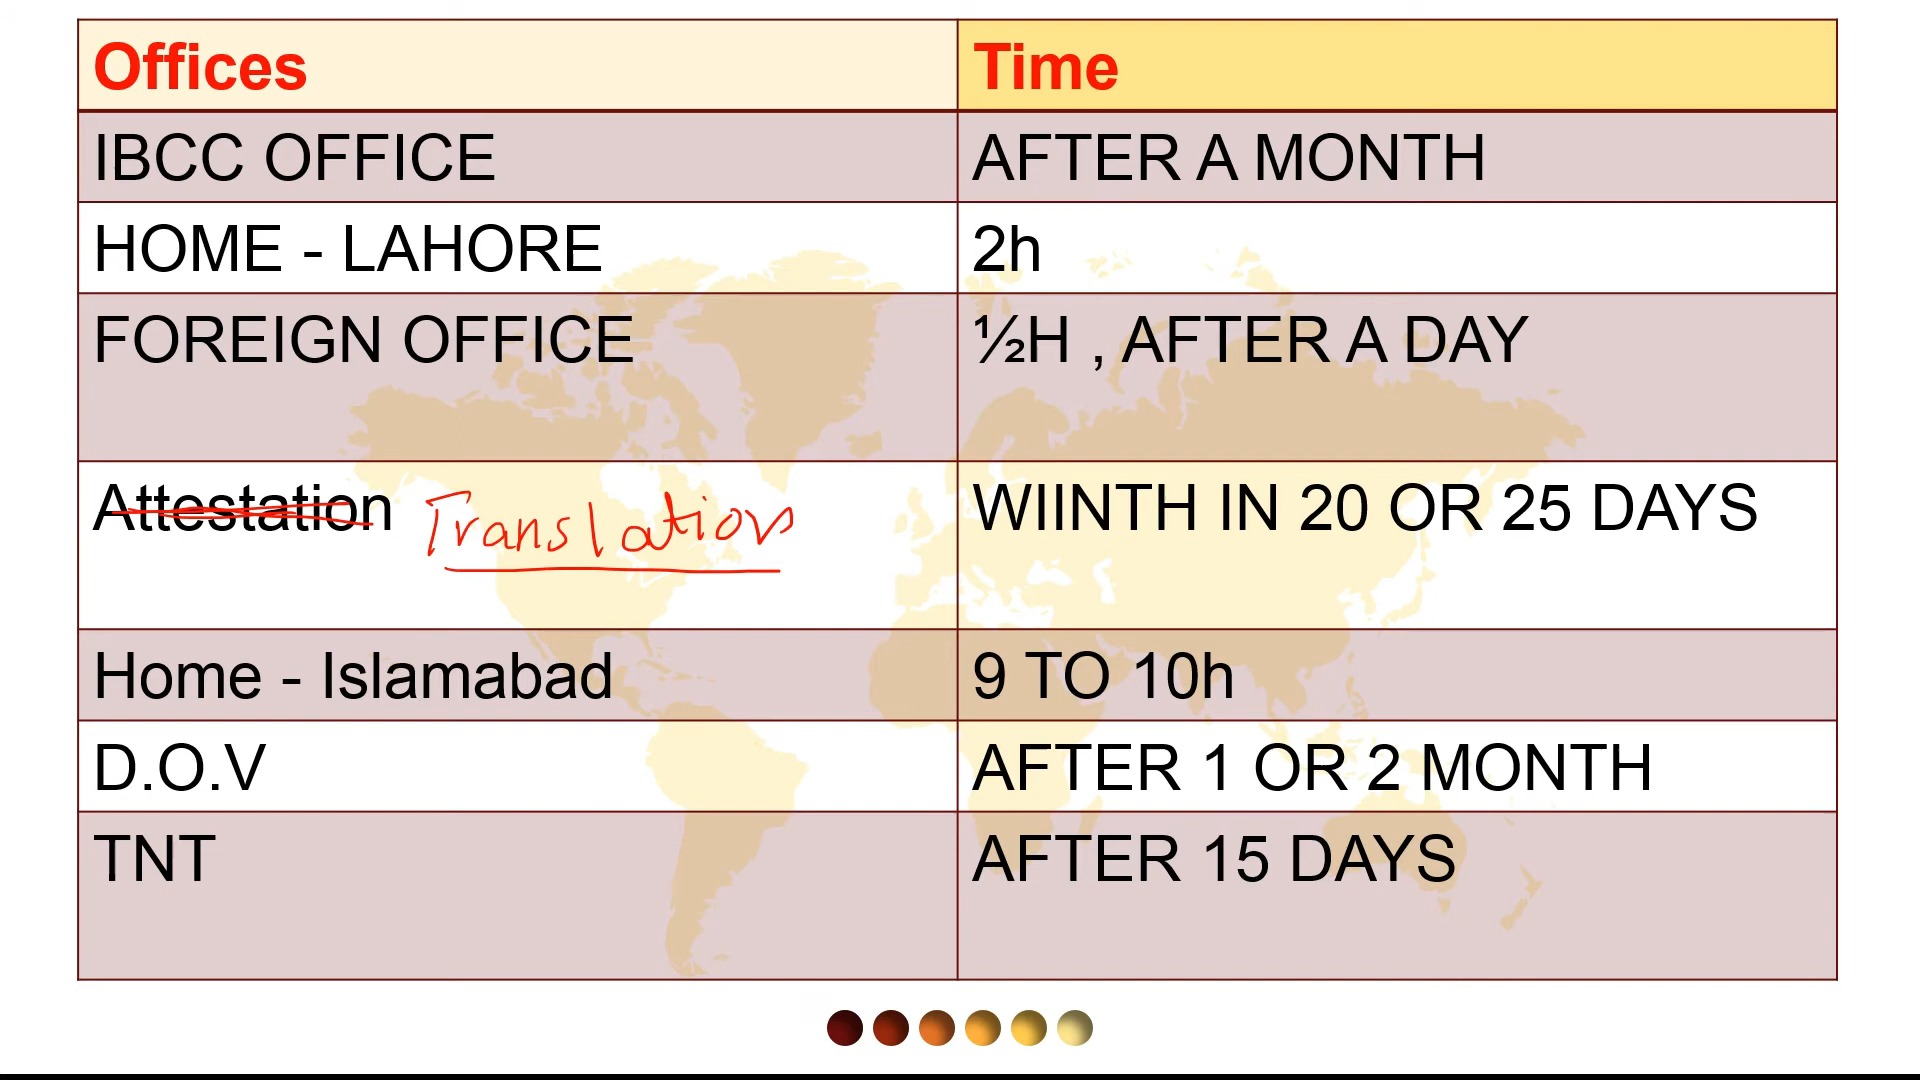 Offices Time
IBCC OFFICE AFTER A MONTH
HOME - LAHORE 2h
FOREIGN OFFICE ½H , AFTER A DAY
Attestation Translation WIINTH IN 20 OR 25 DAYS
Home - Islamabad 9 TO 10h
D.O.V AFTER 1 OR 2 MONTH
TNT AFTER 15 DAYS